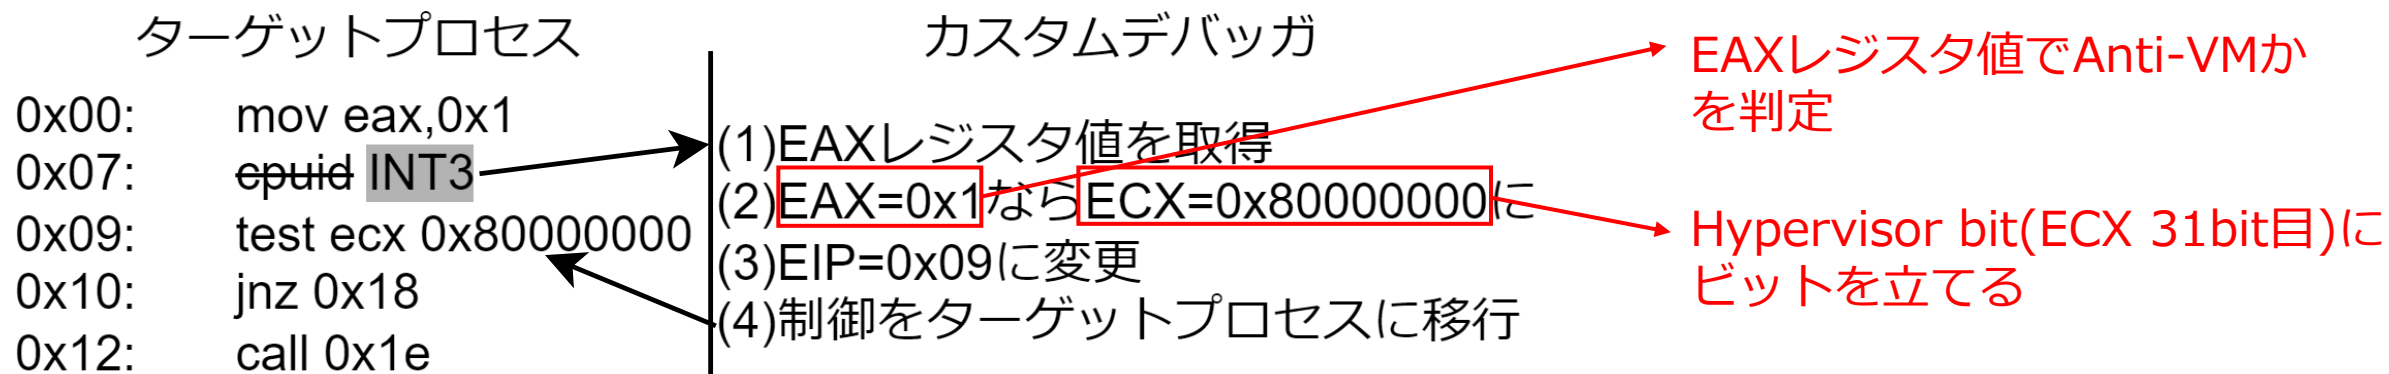 ターゲットプロセス
0x00: mov eax,0x1
0x07: cpuid INT3
0x09: test ecx 0x80000000
0x10: jnz 0x18
0x12: call 0x1e
カスタムデバッガ
(1)EAXレジスタ値を取得
(2)EAX=0x1ならECX=0x80000000に
(3)EIP=0x09に変更
(4)制御をターゲットプロセスに移行
EAXレジスタ値でAnti-VMか
を判定
Hypervisor bit(ECX 31bit目)に
ビットを立てる